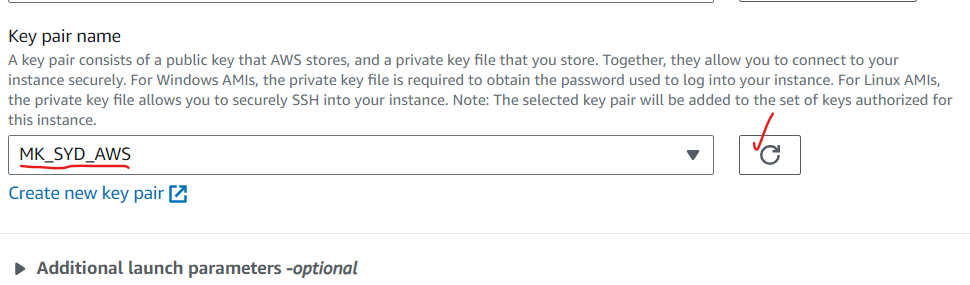 Key pair name
A key pair consists of a public key that AWS stores, and a private key file that you store. Together, they allow you to connect to your
instance securely. For Windows AMIs, the private key file is required to obtain the password used to log into your instance. For Linux AMIs,
the private key file allows you to securely SSH into your instance. Note: The selected key pair will be added to the set of keys authorized for
this instance.
MK_SYD_AWS
Create new key pair
Additional launch parameters -optional